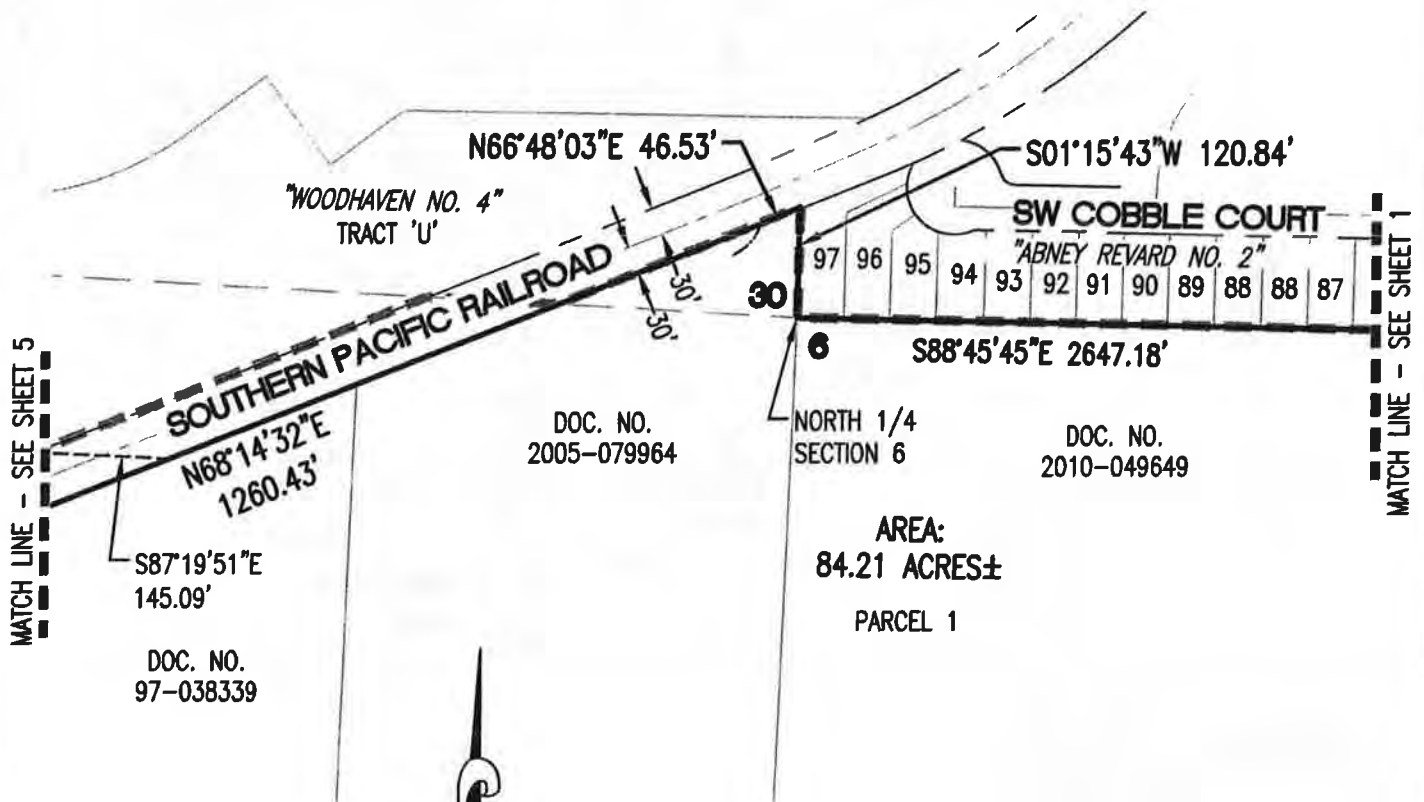 N66°48'03"E 46.53'
S01°15'43"W 120.84'
"WOODHAVEN NO. 4"
TRACT 'U'
SW COBBLE COURT
"ABNEY REVARD NO. 2"
97 96 95 94 93 92 91 90 89 88 88 87
SOUTHERN PACIFIC RAILROAD
30'
30'
30
6
S88°45'45"E 2647.18'
MATCH LINE - SEE SHEET 1
MATCH LINE - SEE SHEET 5
N68°14'32"E
1260.43'
DOC. NO.
2005-079964
NORTH 1/4
SECTION 6
DOC. NO.
2010-049649
AREA:
84.21 ACRES±
PARCEL 1
S87°19'51"E
145.09'
DOC. NO.
97-038339